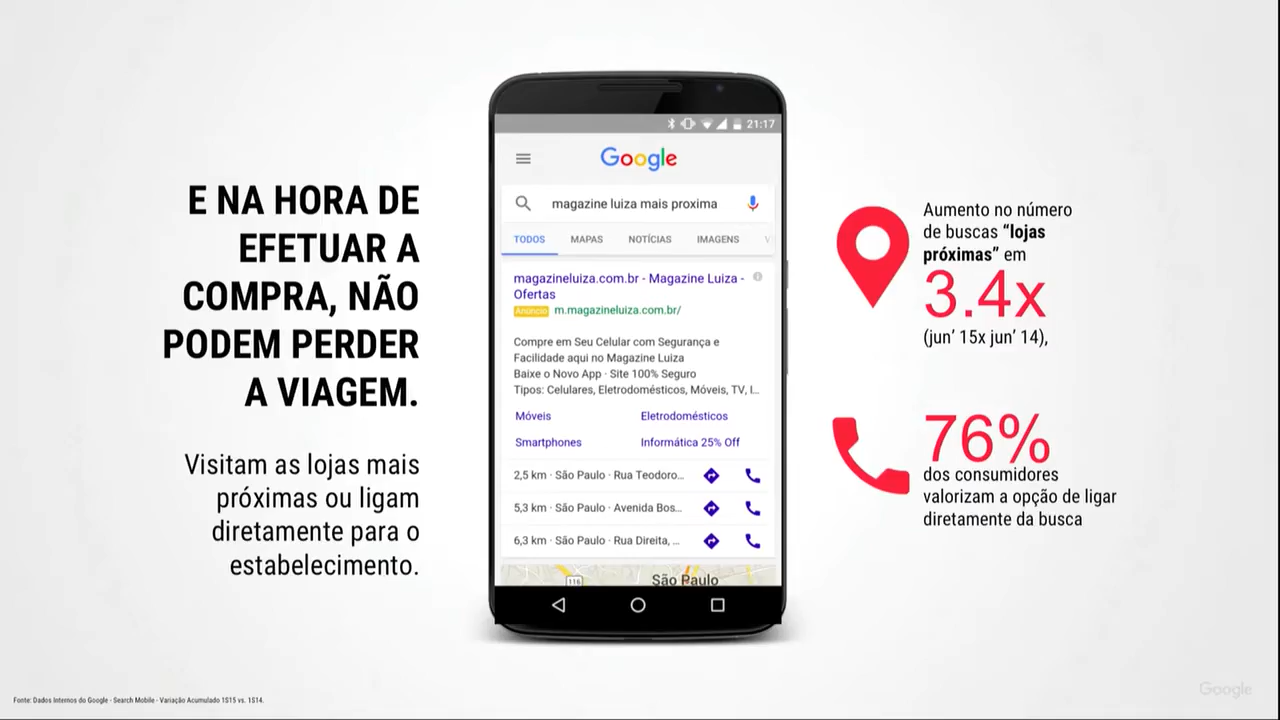 E NA HORA DE
EFETUAR A
COMPRA, NÃO
PODEM PERDER
A VIAGEM.
Visitam as lojas mais
próximas ou ligam
diretamente para o
estabelecimento.
21:17
Google
magazine luiza mais proxima
TODOS MAPAS NOTÍCIAS IMAGENS V
magazineluiza.com.br - Magazine Luiza -
Ofertas
Anúncio m.magazineluiza.com.br/
Compre em Seu Celular com Segurança e
Facilidade aqui no Magazine Luiza
Baixe o Novo App · Site 100% Seguro
Tipos: Celulares, Eletrodomésticos, Móveis, TV, I...
Móveis Eletrodomésticos
Smartphones Informática 25% Off
2,5 km · São Paulo · Rua Teodoro...
5,3 km · São Paulo · Avenida Bos...
6,3 km · São Paulo · Rua Direita, ...
116
São Paulo
Aumento no número
de buscas “lojas
próximas” em
3.4x
(jun’ 15x jun’ 14),
76%
dos consumidores
valorizam a opção de ligar
diretamente da busca
Fonte: Dados Internos do Google - Search Mobile - Variação Acumulado 1S15 vs. 1S14.
Google